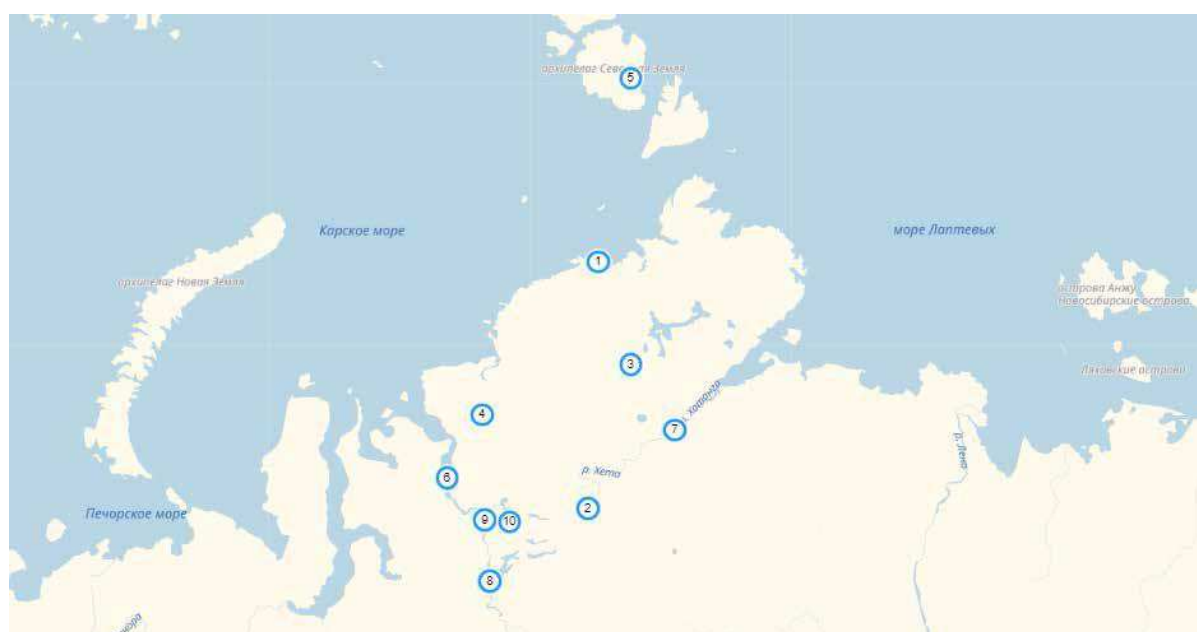 архипелаг Северная Земля
5
Карское море
море Лаптевых
1
архипелаг Новая Земля
острова Анжу
Новосибирские острова
3
Ляховские острова
4
р. Хатанга
7
р. Лена
р. Хета
6
2
Печорское море
9
10
8